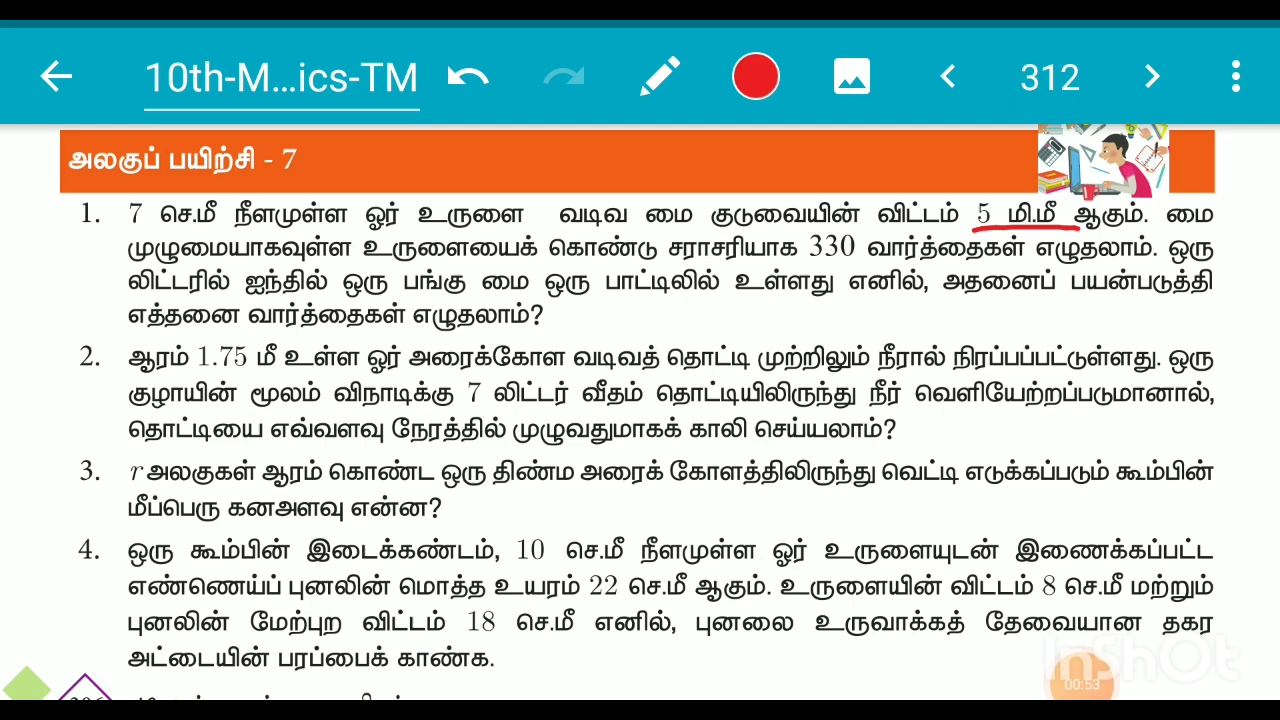 10th-M...ics-TM
312
அலகுப் பயிற்சி - 7
1. 7 செ.மீ நீளமுள்ள ஓர் உருளை வடிவ மை குடுவையின் விட்டம் 5 மி.மீ ஆகும். மை
முழுமையாகவுள்ள உருளையைக் கொண்டு சராசரியாக 330 வார்த்தைகள் எழுதலாம். ஒரு
லிட்டரில் ஐந்தில் ஒரு பங்கு மை ஒரு பாட்டிலில் உள்ளது எனில், அதனைப் பயன்படுத்தி
எத்தனை வார்த்தைகள் எழுதலாம்?
2. ஆரம் 1.75 மீ உள்ள ஓர் அரைக்கோள வடிவத் தொட்டி முற்றிலும் நீரால் நிரப்பப்பட்டுள்ளது. ஒரு
குழாயின் மூலம் விநாடிக்கு 7 லிட்டர் வீதம் தொட்டியிலிருந்து நீர் வெளியேற்றப்படுமானால்,
தொட்டியை எவ்வளவு நேரத்தில் முழுவதுமாகக் காலி செய்யலாம்?
3. r அலகுகள் ஆரம் கொண்ட ஒரு திண்ம அரைக் கோளத்திலிருந்து வெட்டி எடுக்கப்படும் கூம்பின்
மீப்பெரு கனஅளவு என்ன?
4. ஒரு கூம்பின் இடைக்கண்டம், 10 செ.மீ நீளமுள்ள ஓர் உருளையுடன் இணைக்கப்பட்ட
எண்ணெய்ப் புனலின் மொத்த உயரம் 22 செ.மீ ஆகும். உருளையின் விட்டம் 8 செ.மீ மற்றும்
புனலின் மேற்புற விட்டம் 18 செ.மீ எனில், புனலை உருவாக்கத் தேவையான தகர
அட்டையின் பரப்பைக் காண்க.
InShOt
00:53